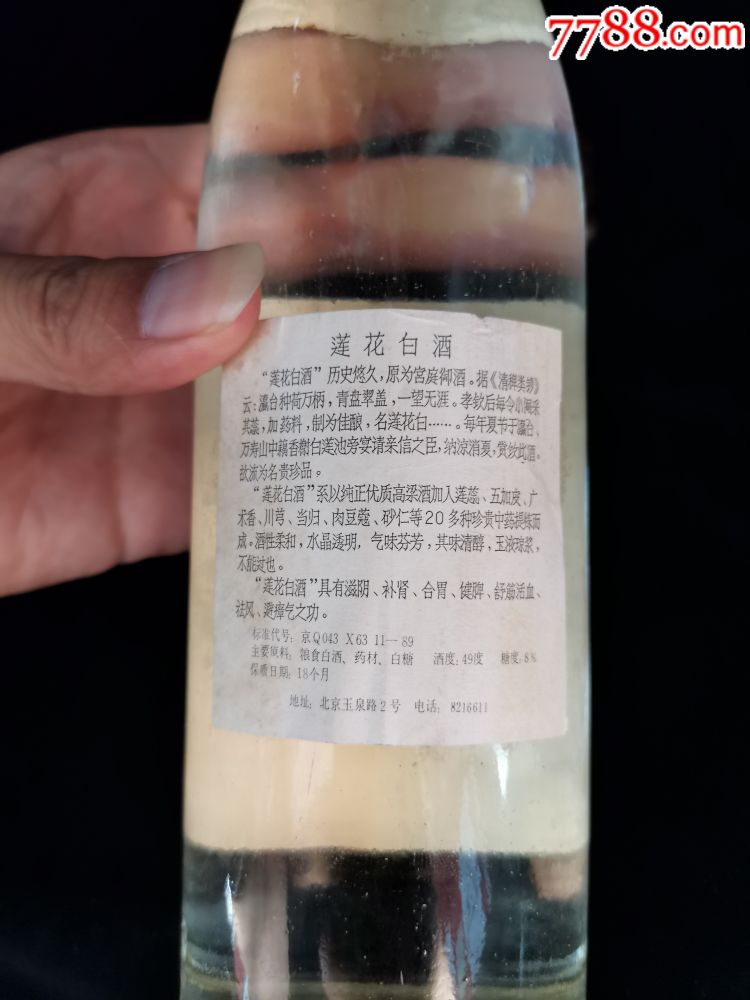 7788.com
莲花白酒
“莲花白酒”历史悠久，原为宫庭御酒。据《清稗类钞》
云：瀛台种荷万柄，青盘翠盖，一望无涯。孝钦后每令小阉采
其蕊，加药料，制为佳酿，名莲花白……。每年夏节于瀛台、
万寿山中藕香榭白莲池旁宴请亲信之臣，纳凉消夏，赏饮此酒。
故流为名贵珍品。
“莲花白酒”系以纯正优质高粱酒加入莲蕊、五加皮、广
木香、川芎、当归、肉豆蔻、砂仁等20多种珍贵中药提炼而
成。酒性柔和，水晶透明，气味芬芳，其味清醇，玉液琼浆，
不能过也。
“莲花白酒”具有滋阴、补肾、合胃、健脾、舒筋活血、
祛风、避瘴气之功。
标准代号：京Q043 X63 11—89
主要原料：粮食白酒、药材、白糖 酒度：49度 糖度：8%
保质日期：18个月
地址：北京玉泉路2号 电话：8216611